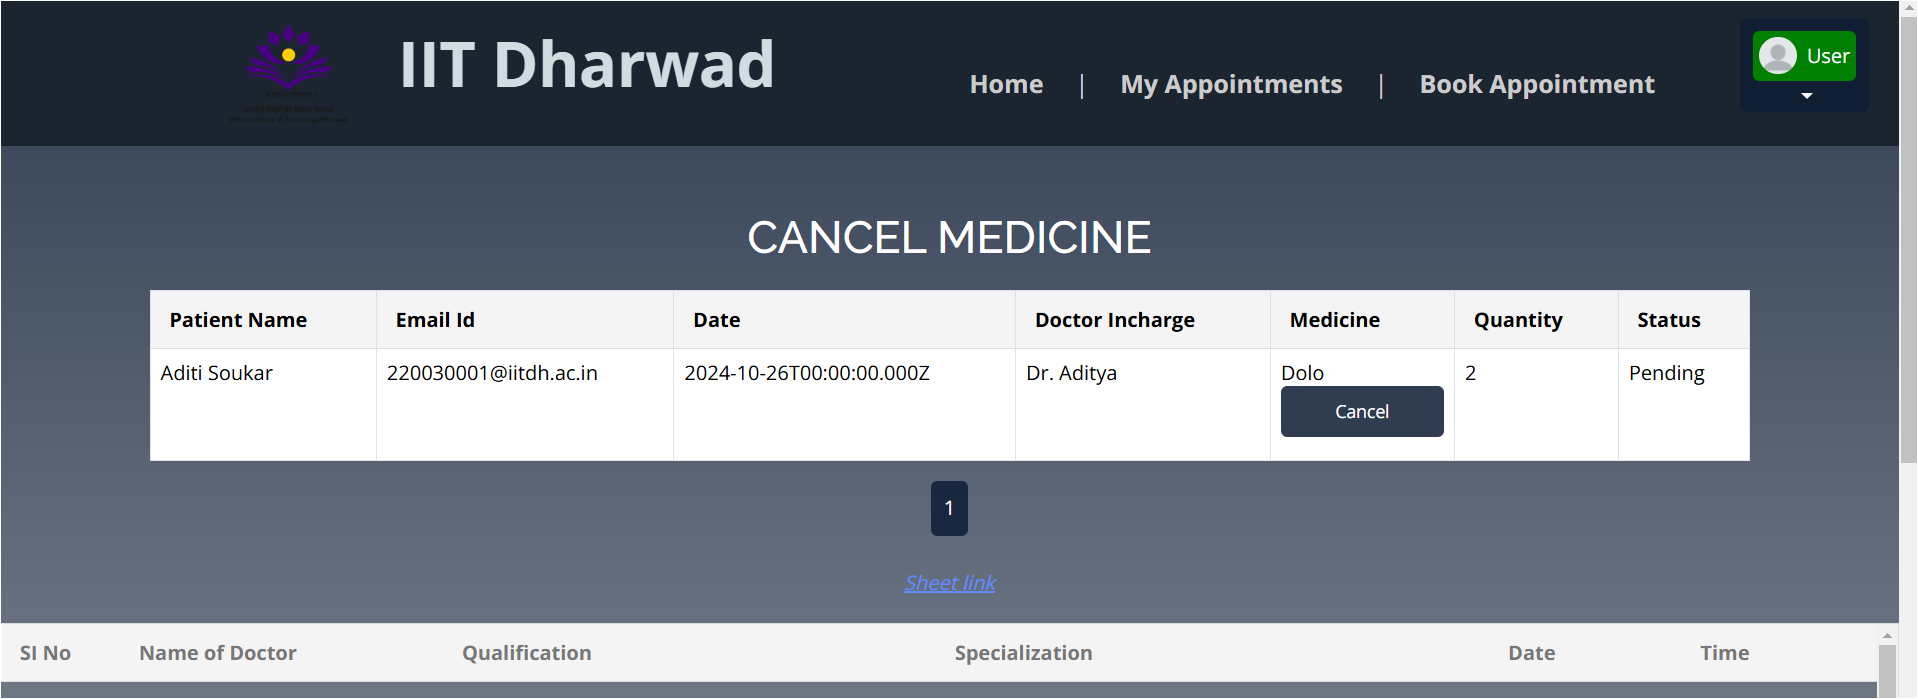 IIT Dharwad
Home | My Appointments | Book Appointment
User
CANCEL MEDICINE
Patient Name Email Id Date Doctor Incharge Medicine Quantity Status
Aditi Soukar 220030001@iitdh.ac.in 2024-10-26T00:00:00.000Z Dr. Aditya Dolo 2 Pending
Cancel
1
Sheet link
SI No Name of Doctor Qualification Specialization Date Time